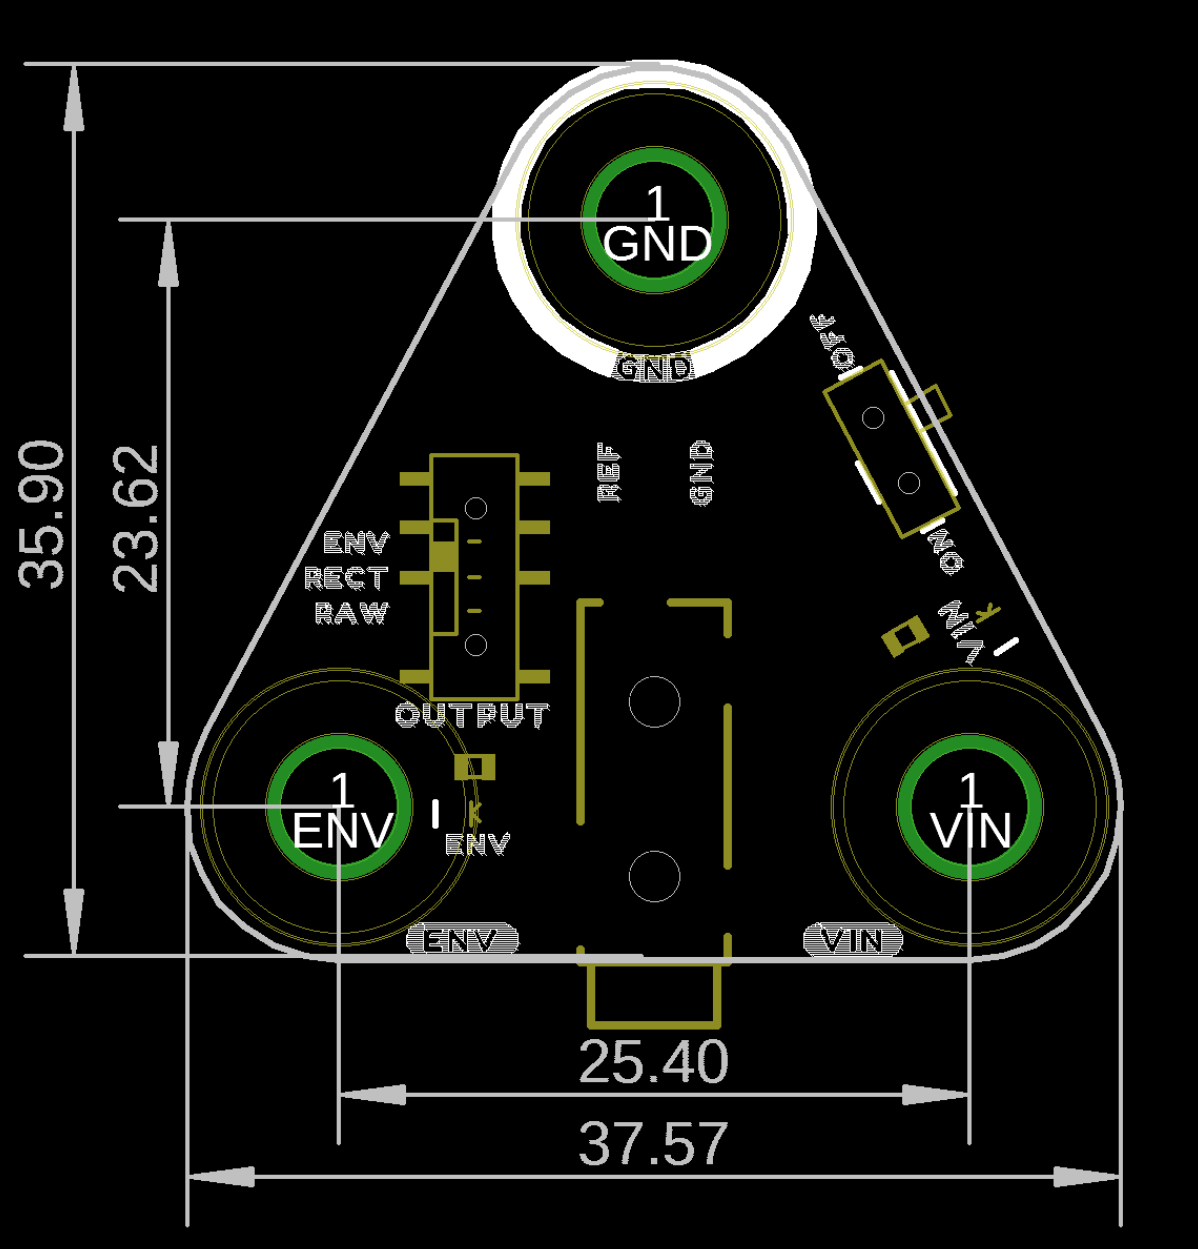 1
GND
GND
OFF
REF
GND
35.90
23.62
ENV
RECT
RAW
ON
VIN
K
OUTPUT
1
ENV
K
ENV
1
VIN
ENV
VIN
25.40
37.57